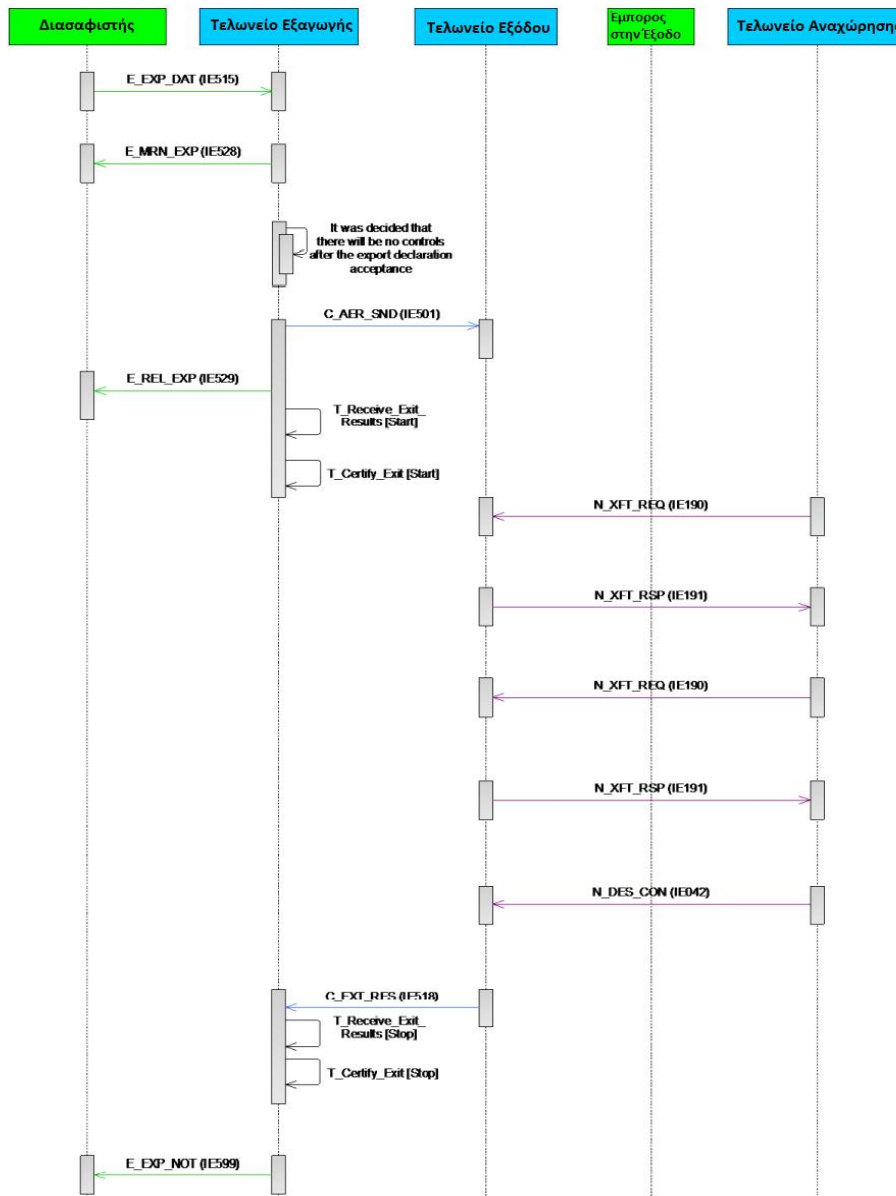 Διασαφιστής
Τελωνείο Εξαγωγής
Τελωνείο Εξόδου
Έμπορος
στην Έξοδο
Τελωνείο Αναχώρησης
E_EXP_DAT (IE515)
E_MRN_EXP (IE528)
It was decided that
there will be no controls
after the export declaration
acceptance
C_AER_SND (IE501)
E_REL_EXP (IE529)
T_Receive_Exit_
Results [Start]
T_Certify_Exit [Start]
N_XFT_REQ (IE190)
N_XFT_RSP (IE191)
N_XFT_REQ (IE190)
N_XFT_RSP (IE191)
N_DES_CON (IE042)
C_EXT_RES (IE518)
T_Receive_Exit_
Results [Stop]
T_Certify_Exit [Stop]
E_EXP_NOT (IE599)